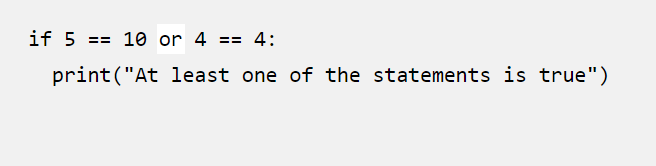 if 5 == 10 or 4 == 4:
  print("At least one of the statements is true")